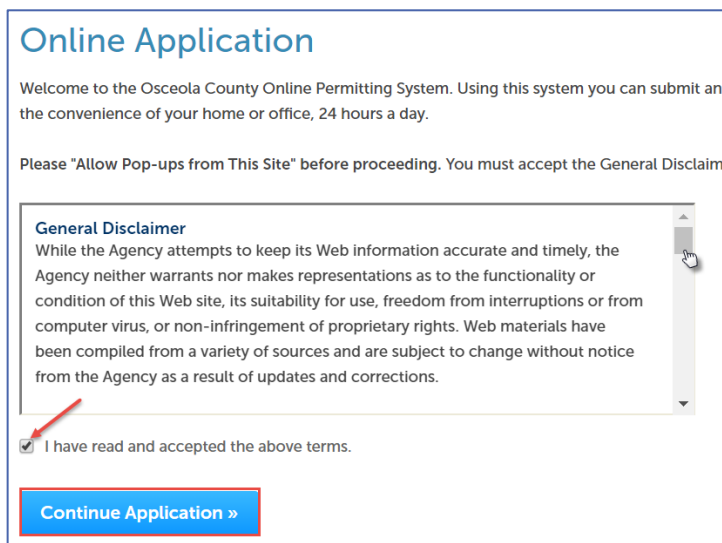 Online Application
Welcome to the Osceola County Online Permitting System. Using this system you can submit an
the convenience of your home or office, 24 hours a day.
Please "Allow Pop-ups from This Site" before proceeding. You must accept the General Disclaim
General Disclaimer
While the Agency attempts to keep its Web information accurate and timely, the
Agency neither warrants nor makes representations as to the functionality or
condition of this Web site, its suitability for use, freedom from interruptions or from
computer virus, or non-infringement of proprietary rights. Web materials have
been compiled from a variety of sources and are subject to change without notice
from the Agency as a result of updates and corrections.
I have read and accepted the above terms.
Continue Application »